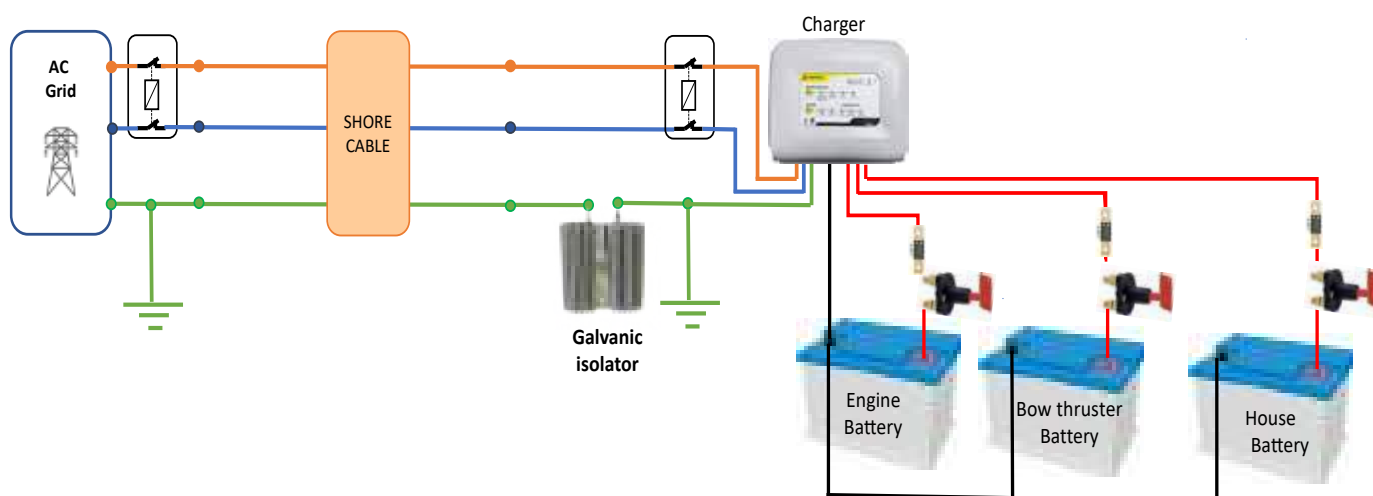 Charger
AC
Grid
SHORE
CABLE
Galvanic
isolator
Engine
Battery
Bow thruster
Battery
House
Battery